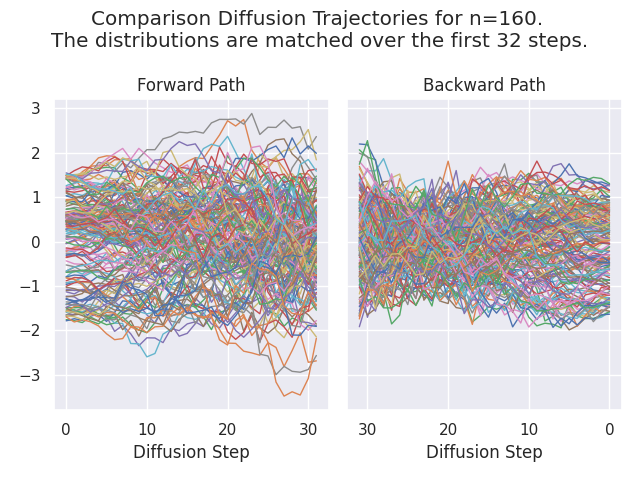 Comparison Diffusion Trajectories for n=160.
The distributions are matched over the first 32 steps.
Forward Path
Backward Path
3
2
1
0
−1
−2
−3
0 10 20 30
30 20 10 0
Diffusion Step
Diffusion Step